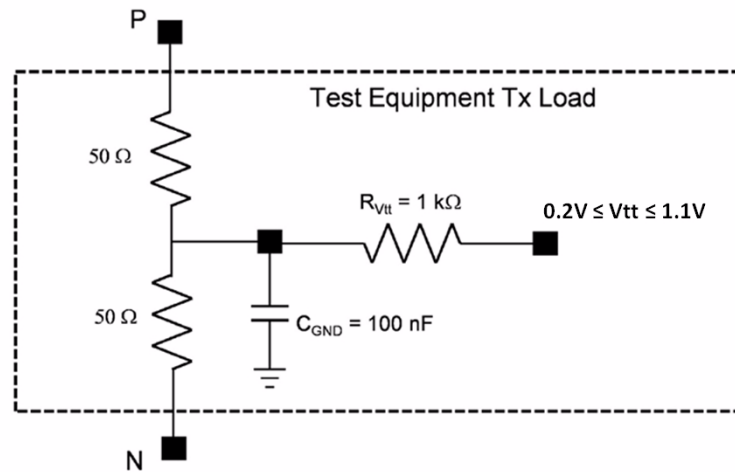 P
Test Equipment Tx Load
50 Ω
R_Vtt = 1 kΩ
0.2V ≤ Vtt ≤ 1.1V
50 Ω
C_GND = 100 nF
N